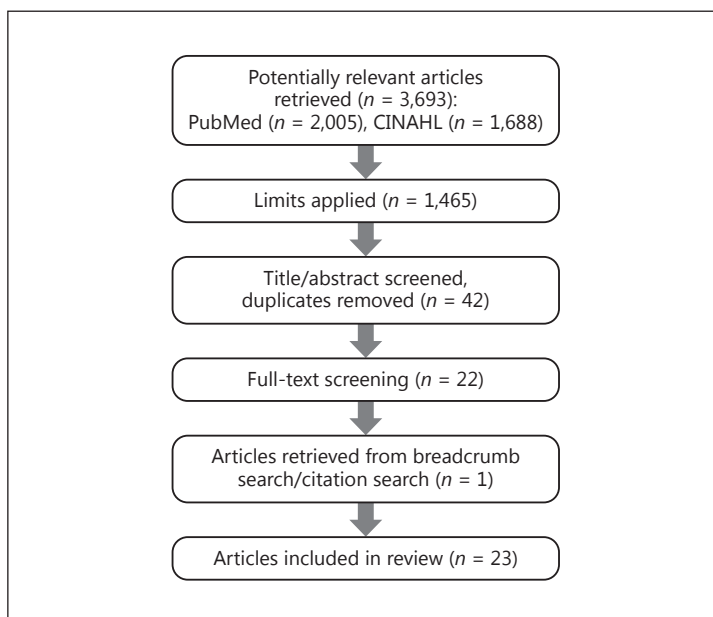 Potentially relevant articles
retrieved (n = 3,693):
PubMed (n = 2,005), CINAHL (n = 1,688)
Limits applied (n = 1,465)
Title/abstract screened,
duplicates removed (n = 42)
Full-text screening (n = 22)
Articles retrieved from breadcrumb
search/citation search (n = 1)
Articles included in review (n = 23)